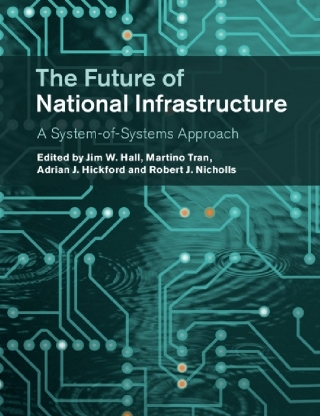 The Future of
National Infrastructure
A System-of-Systems Approach
Edited by Jim W. Hall, Martino Tran,
Adrian J. Hickford and Robert J. Nicholls